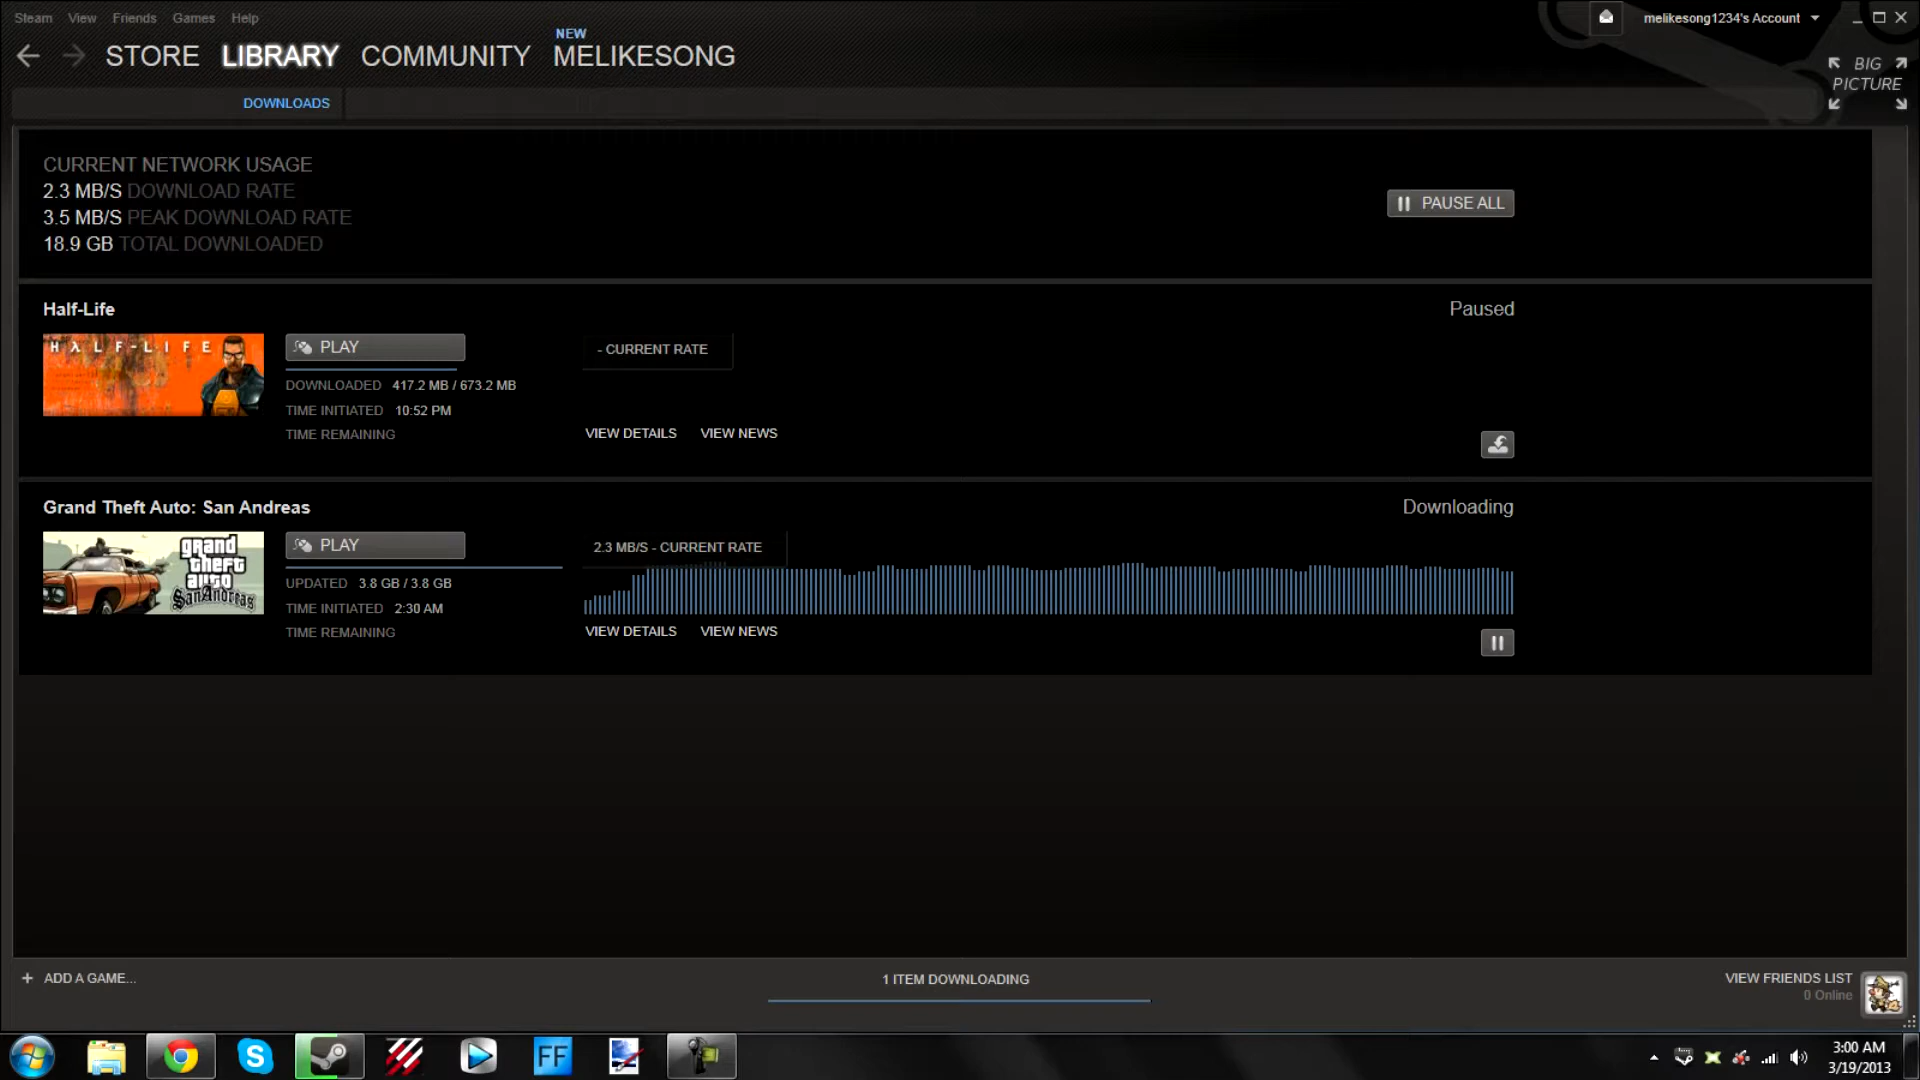 Steam View Friends Games Help
melikesong1234's Account
STORE LIBRARY COMMUNITY MELIKESONG
NEW
BIG
PICTURE
DOWNLOADS
CURRENT NETWORK USAGE
2.3 MB/S DOWNLOAD RATE
3.5 MB/S PEAK DOWNLOAD RATE
18.9 GB TOTAL DOWNLOADED
PAUSE ALL
Half-Life
Paused
HλLF-LIFE
PLAY
- CURRENT RATE
DOWNLOADED 417.2 MB / 673.2 MB
TIME INITIATED 10:52 PM
TIME REMAINING
VIEW DETAILS VIEW NEWS
Grand Theft Auto: San Andreas
Downloading
grand
theft
auto
SanAndreas
PLAY
2.3 MB/S - CURRENT RATE
UPDATED 3.8 GB / 3.8 GB
TIME INITIATED 2:30 AM
TIME REMAINING
VIEW DETAILS VIEW NEWS
+ ADD A GAME...
1 ITEM DOWNLOADING
VIEW FRIENDS LIST
0 Online
FF
3:00 AM
3/19/2013